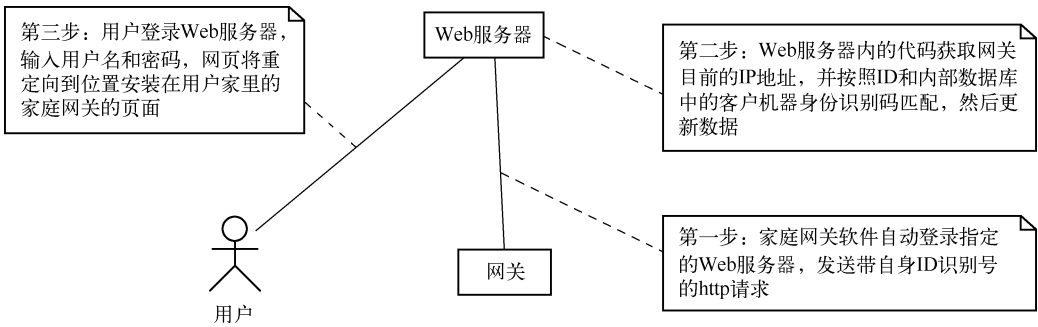 第三步：用户登录Web服务器，
输入用户名和密码，网页将重
定向到位置安装在用户家里的
家庭网关的页面
Web服务器
第二步：Web服务器内的代码获取网关
目前的IP地址，并按照ID和内部数据库
中的客户机器身份识别码匹配，然后更
新数据
第一步：家庭网关软件自动登录指定
的Web服务器，发送带自身ID识别号
的http请求
网关
用户